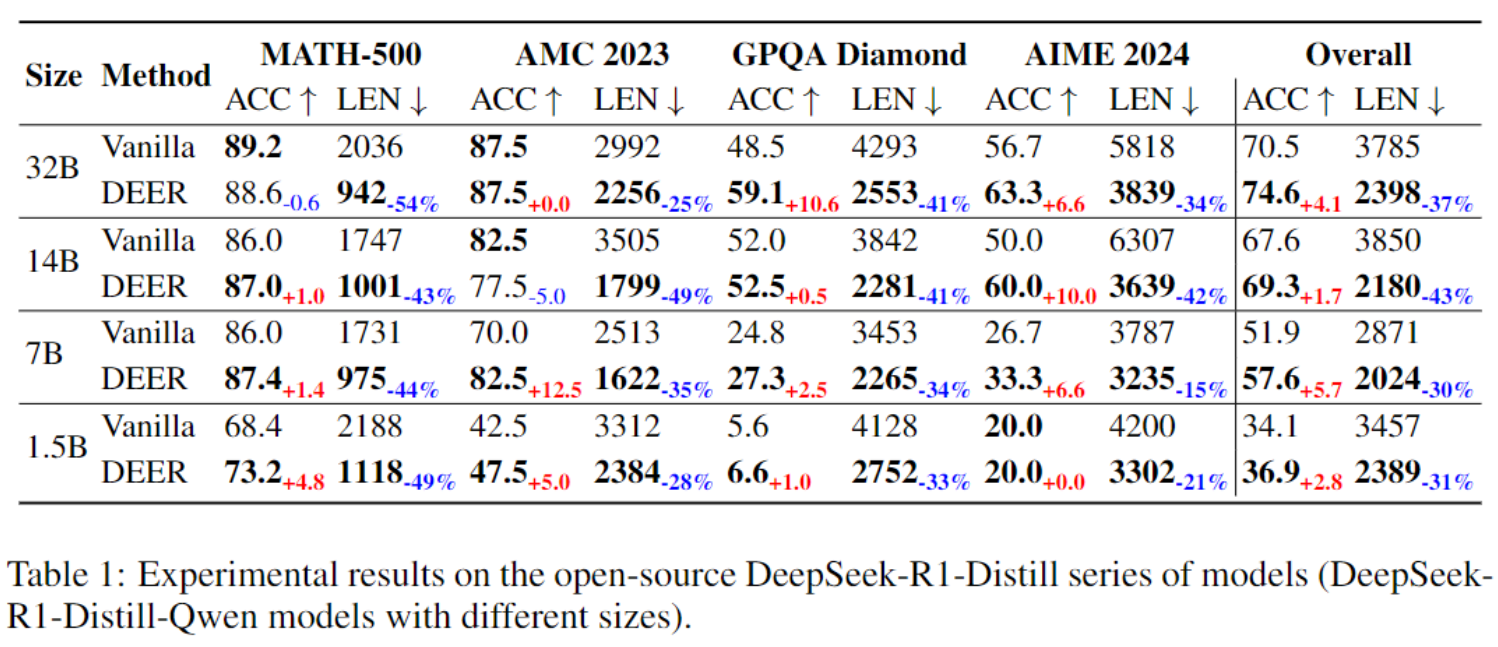 Size Method MATH-500 AMC 2023 GPQA Diamond AIME 2024 Overall
ACC ↑ LEN ↓ ACC ↑ LEN ↓ ACC ↑ LEN ↓ ACC ↑ LEN ↓ ACC ↑ LEN ↓
32B Vanilla 89.2 2036 87.5 2992 48.5 4293 56.7 5818 70.5 3785
DEER 88.6-0.6 942-54% 87.5+0.0 2256-25% 59.1+10.6 2553-41% 63.3+6.6 3839-34% 74.6+4.1 2398-37%
14B Vanilla 86.0 1747 82.5 3505 52.0 3842 50.0 6307 67.6 3850
DEER 87.0+1.0 1001-43% 77.5-5.0 1799-49% 52.5+0.5 2281-41% 60.0+10.0 3639-42% 69.3+1.7 2180-43%
7B Vanilla 86.0 1731 70.0 2513 24.8 3453 26.7 3787 51.9 2871
DEER 87.4+1.4 975-44% 82.5+12.5 1622-35% 27.3+2.5 2265-34% 33.3+6.6 3235-15% 57.6+5.7 2024-30%
1.5B Vanilla 68.4 2188 42.5 3312 5.6 4128 20.0 4200 34.1 3457
DEER 73.2+4.8 1118-49% 47.5+5.0 2384-28% 6.6+1.0 2752-33% 20.0+0.0 3302-21% 36.9+2.8 2389-31%
Table 1: Experimental results on the open-source DeepSeek-R1-Distill series of models (DeepSeek-
R1-Distill-Qwen models with different sizes).